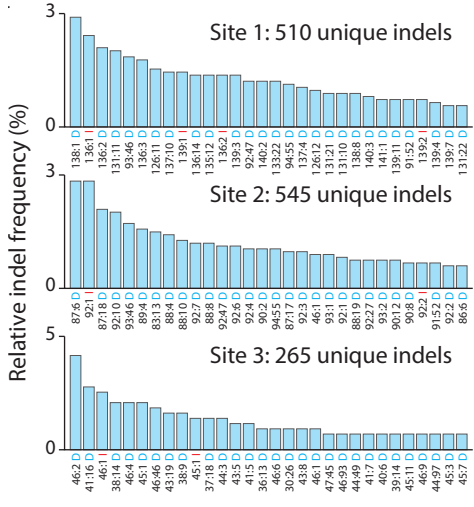 Relative indel frequency (%)
3
Site 1: 510 unique indels
0
138:1 D
136:1 I
136:2 D
131:11 D
93:46 D
136:3 D
126:11 D
137:10 D
139:1 I
136:14 D
135:12 D
136:2 I
139:3 D
92:47 D
140:2 D
133:22 D
94:55 D
137:4 D
126:12 D
131:21 D
131:10 D
138:8 D
140:3 D
141:1 D
139:11 D
91:52 D
139:2 I
139:4 D
139:7 D
131:22 D
3
Site 2: 545 unique indels
0
87:6 D
92:1 I
87:18 D
92:10 D
93:46 D
89:4 D
83:13 D
88:4 D
88:10 D
92:7 D
88:8 D
92:47 D
92:6 D
92:4 D
90:2 D
94:55 D
87:17 D
92:3 D
46:1 D
93:1 D
92:1 D
88:19 D
92:27 D
93:2 D
90:12 D
90:8 D
92:2 I
91:52 D
92:2 D
86:6 D
5
Site 3: 265 unique indels
0
46:2 D
41:16 D
46:1 I
38:14 D
46:4 D
45:1 D
46:46 D
43:19 D
38:9 D
45:1 I
37:18 D
44:3 D
43:5 D
41:5 D
36:13 D
46:6 D
30:26 D
43:8 D
46:1 D
47:45 D
46:93 D
44:49 D
41:7 D
40:6 D
39:14 D
45:11 D
46:9 D
44:97 D
45:3 D
45:7 D